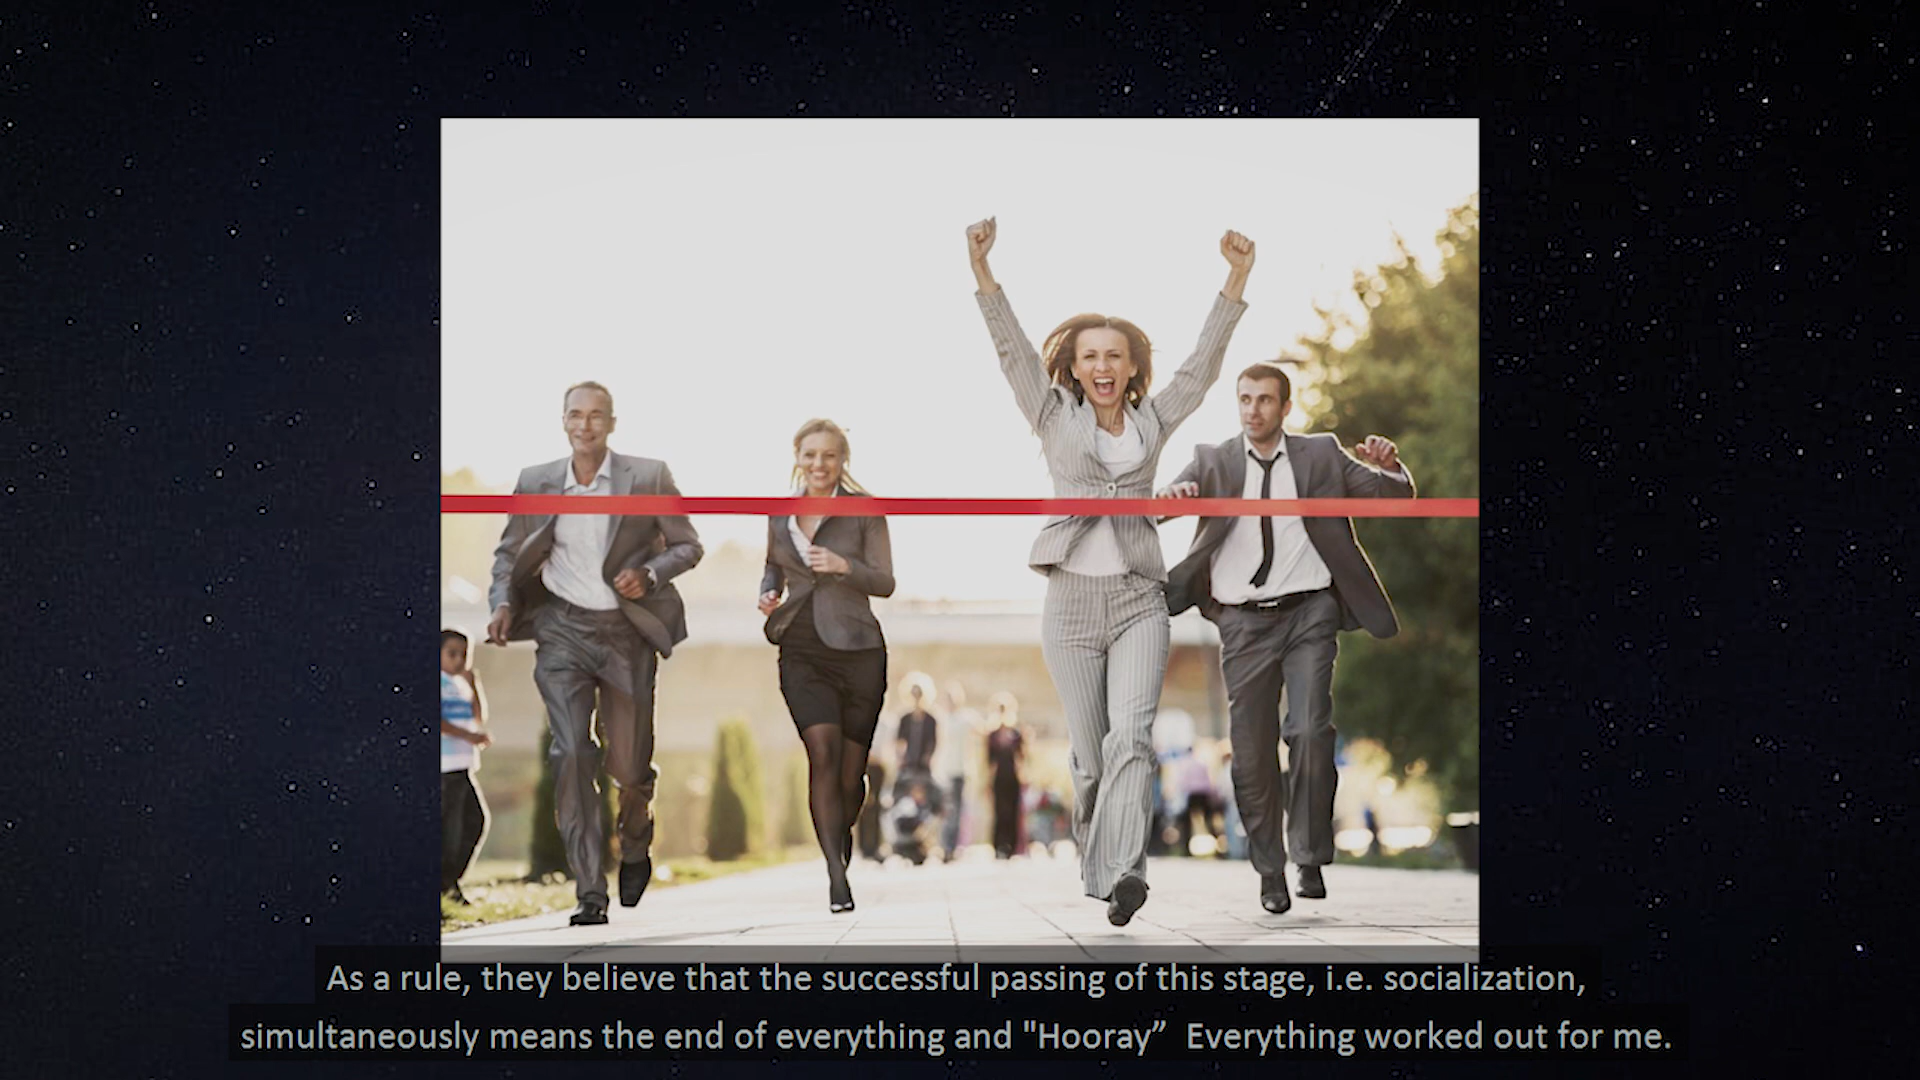 As a rule, they believe that the successful passing of this stage, i.e. socialization,
simultaneously means the end of everything and "Hooray”  Everything worked out for me.